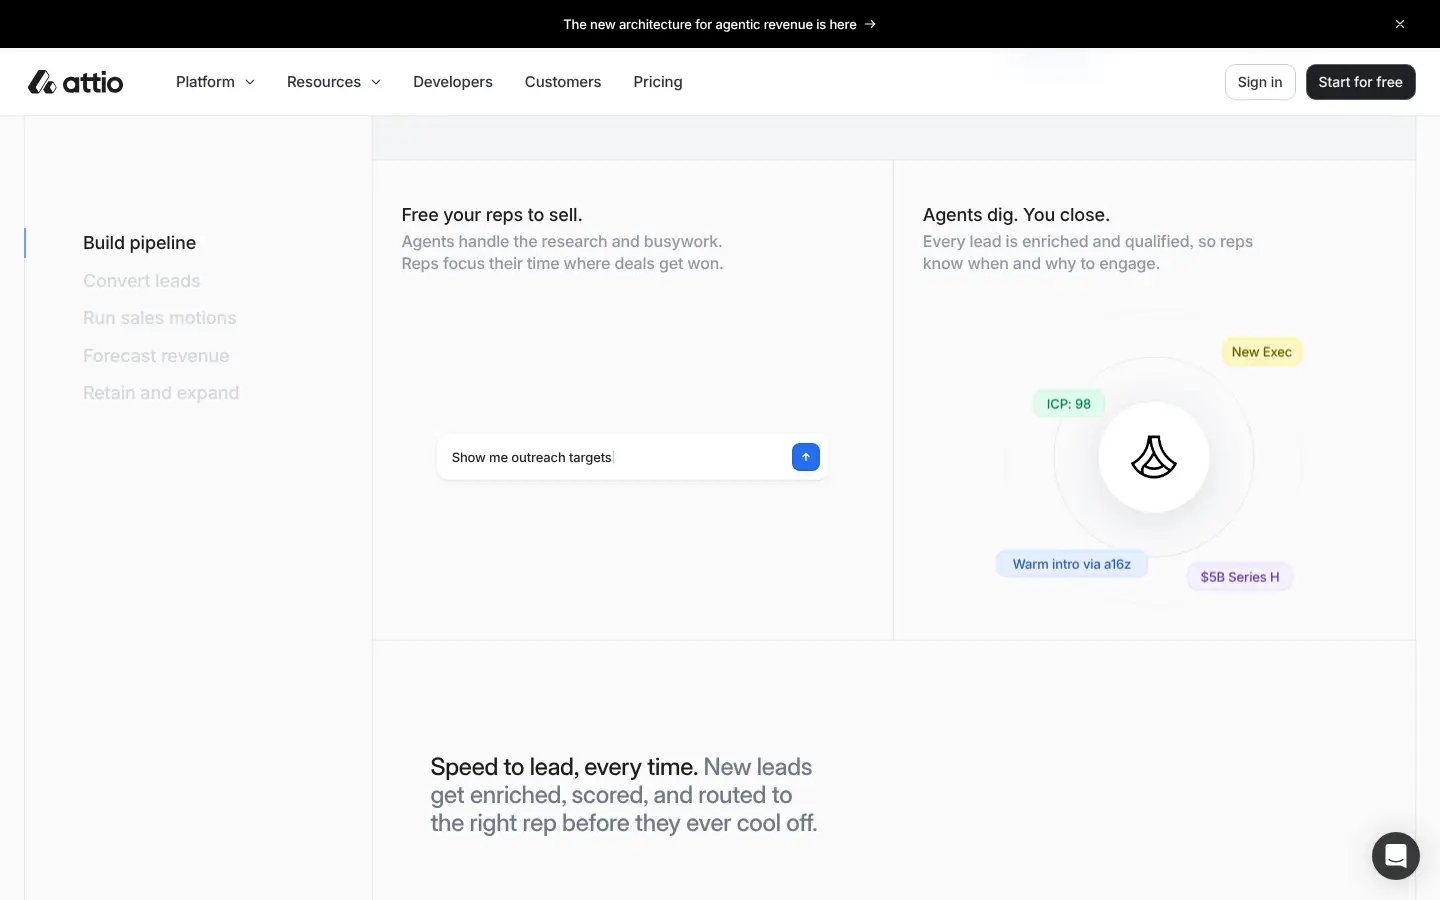 The new architecture for agentic revenue is here →
attio
Platform
Resources
Developers
Customers
Pricing
Sign in
Start for free
Build pipeline
Convert leads
Run sales motions
Forecast revenue
Retain and expand
Free your reps to sell.
Agents handle the research and busywork.
Reps focus their time where deals get won.
Show me outreach targets
Agents dig. You close.
Every lead is enriched and qualified, so reps
know when and why to engage.
New Exec
ICP: 98
Warm intro via a16z
$5B Series H
Speed to lead, every time. New leads
get enriched, scored, and routed to
the right rep before they ever cool off.